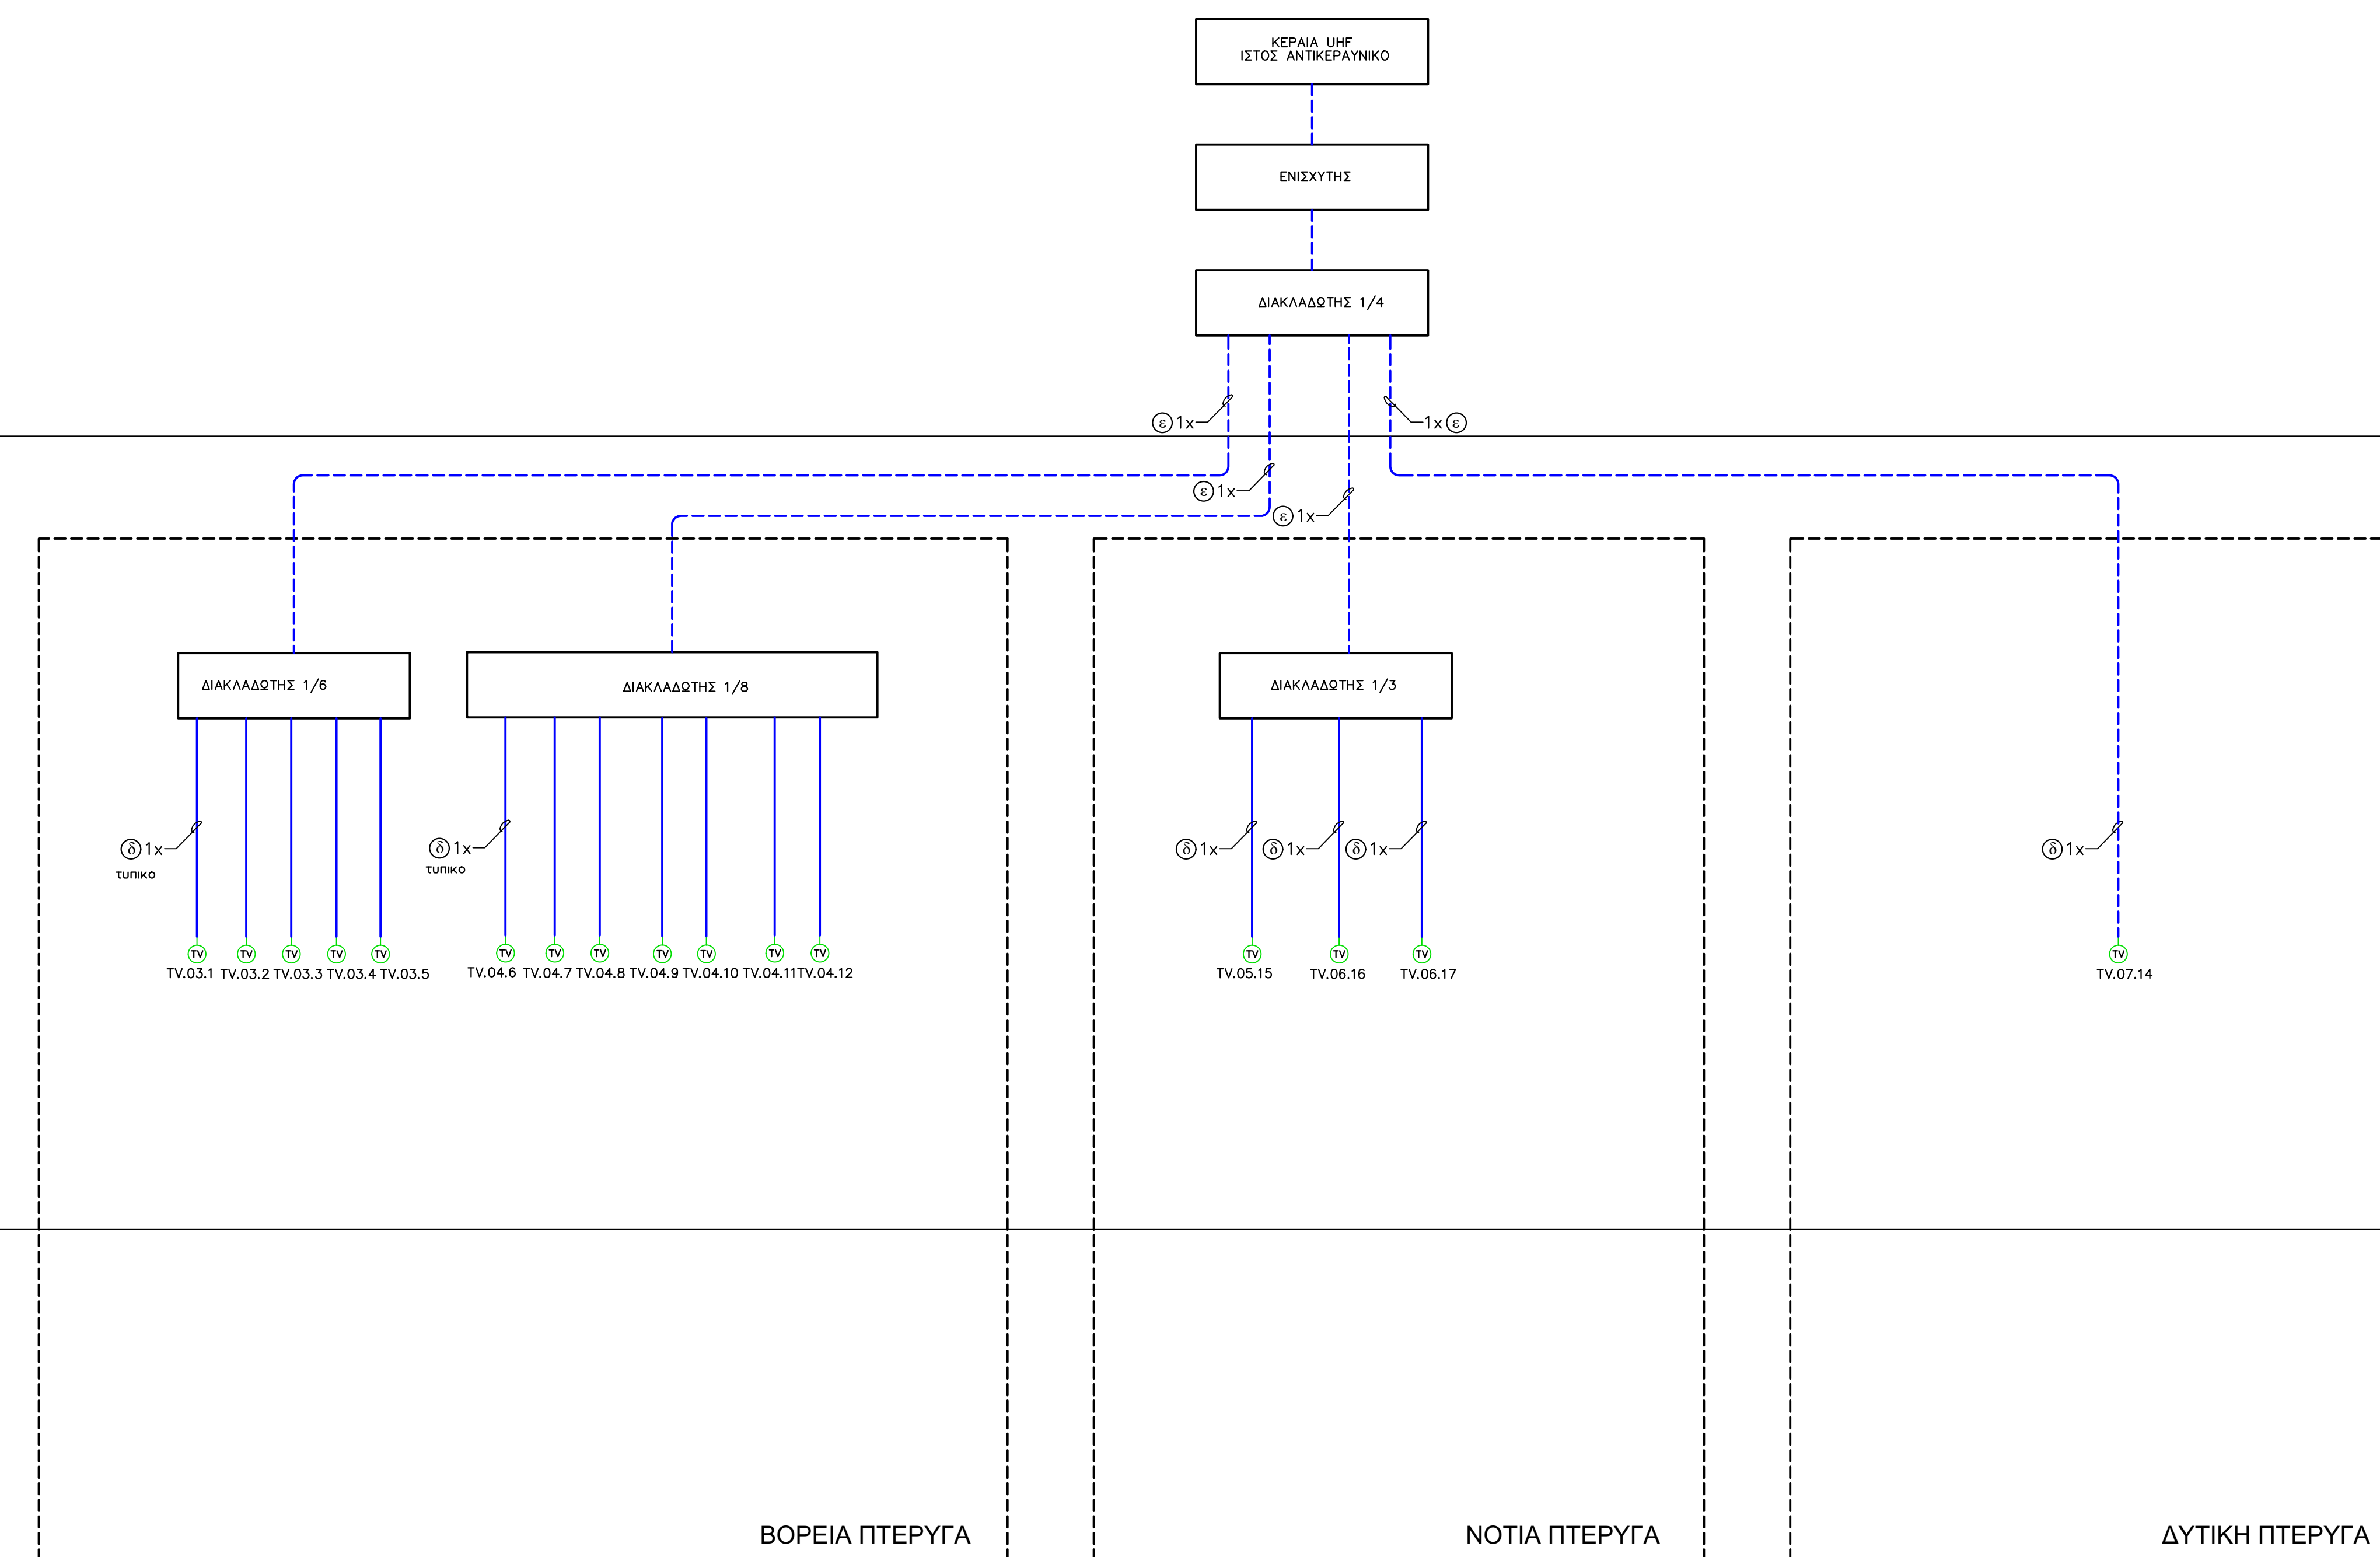 ΚΕΡΑΙΑ UHF
ΙΣΤΟΣ ΑΝΤΙΚΕΡΑΥΝΙΚΟ
ΕΝΙΣΧΥΤΗΣ
ΔΙΑΚΛΑΔΩΤΗΣ 1/4
ε 1x
1x ε
ε 1x
ε 1x
ΔΙΑΚΛΑΔΩΤΗΣ 1/6
ΔΙΑΚΛΑΔΩΤΗΣ 1/8
ΔΙΑΚΛΑΔΩΤΗΣ 1/3
δ 1x
τυπικο
δ 1x
τυπικο
δ 1x
δ 1x
δ 1x
δ 1x
TV TV TV TV TV TV TV TV TV TV TV TV TV TV TV TV
TV.03.1 TV.03.2 TV.03.3 TV.03.4 TV.03.5 TV.04.6 TV.04.7 TV.04.8 TV.04.9 TV.04.10 TV.04.11 TV.04.12 TV.05.15 TV.06.16 TV.06.17 TV.07.14
ΒΟΡΕΙΑ ΠΤΕΡΥΓΑ
ΝΟΤΙΑ ΠΤΕΡΥΓΑ
ΔΥΤΙΚΗ ΠΤΕΡΥΓΑ